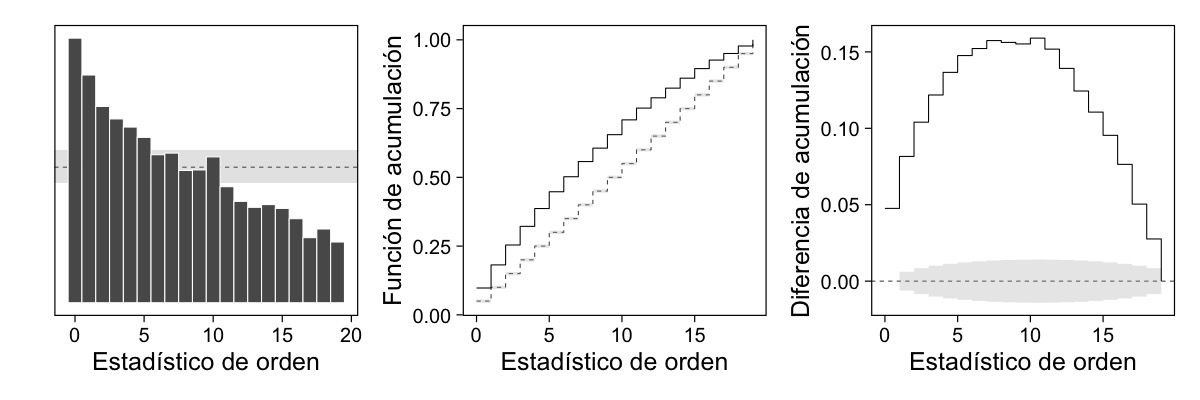 0 5 10 15 20
Estadístico de orden
Función de acumulación
1.00
0.75
0.50
0.25
0.00
0 5 10 15
Estadístico de orden
Diferencia de acumulación
0.15
0.10
0.05
0.00
0 5 10 15
Estadístico de orden